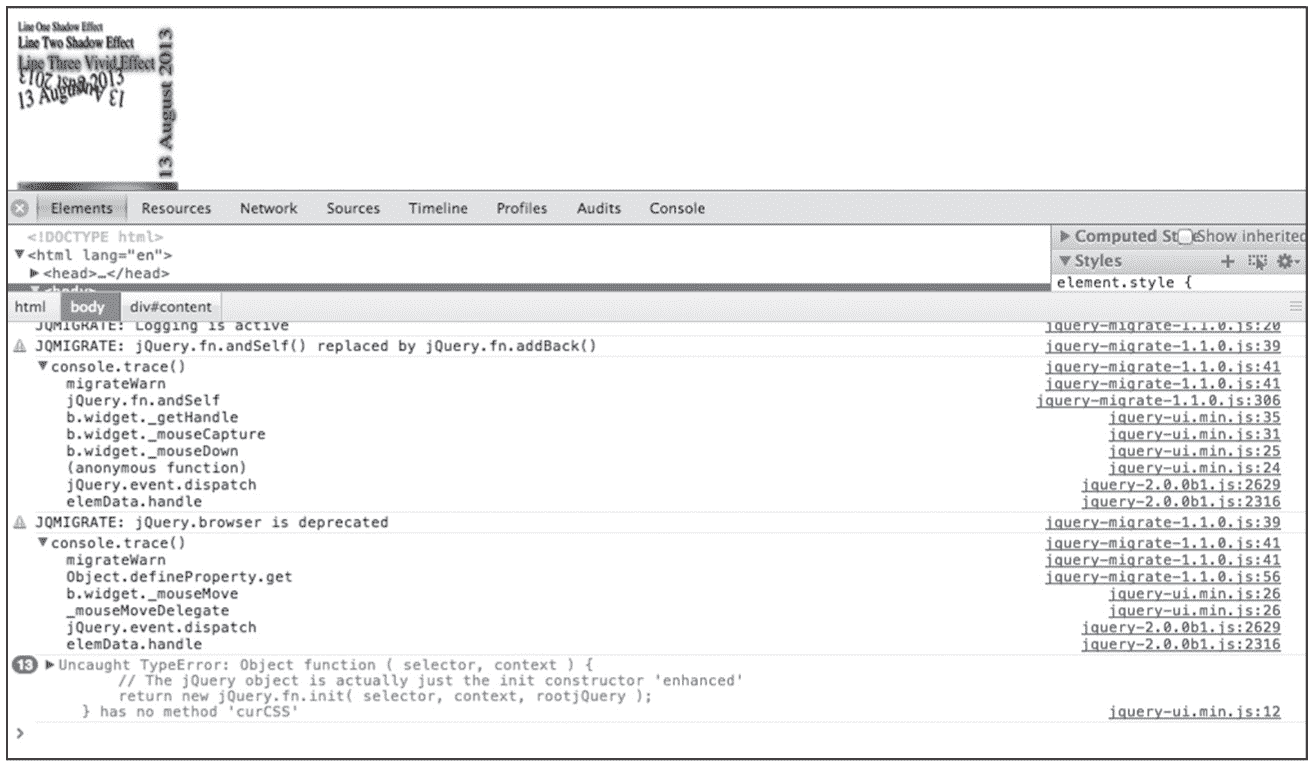 Line One Shadow Effect
Line Two Shadow Effect
Line Three Vivid Effect
13 August 2013
13 August 2013
13 August 2013
Elements Resources Network Sources Timeline Profiles Audits Console
<!DOCTYPE html>
▼<html lang="en">
▶<head>…</head>
▼<body>
▶ Computed Style Show inherited
▼ Styles
element.style {
html body div#content
JQMIGRATE: Logging is active jquery-migrate-1.1.0.js:20
JQMIGRATE: jQuery.fn.andSelf() replaced by jQuery.fn.addBack() jquery-migrate-1.1.0.js:39
▼console.trace() jquery-migrate-1.1.0.js:41
migrateWarn jquery-migrate-1.1.0.js:41
jQuery.fn.andSelf jquery-migrate-1.1.0.js:306
b.widget._getHandle jquery-ui.min.js:35
b.widget._mouseCapture jquery-ui.min.js:31
b.widget._mouseDown jquery-ui.min.js:25
(anonymous function) jquery-ui.min.js:24
jQuery.event.dispatch jquery-2.0.0b1.js:2629
elemData.handle jquery-2.0.0b1.js:2316
JQMIGRATE: jQuery.browser is deprecated jquery-migrate-1.1.0.js:39
▼console.trace() jquery-migrate-1.1.0.js:41
migrateWarn jquery-migrate-1.1.0.js:41
Object.defineProperty.get jquery-migrate-1.1.0.js:56
b.widget._mouseMove jquery-ui.min.js:26
_mouseMoveDelegate jquery-ui.min.js:26
jQuery.event.dispatch jquery-2.0.0b1.js:2629
elemData.handle jquery-2.0.0b1.js:2316
13 ▶Uncaught TypeError: Object function ( selector, context ) {
// The jQuery object is actually just the init constructor 'enhanced'
return new jQuery.fn.init( selector, context, rootjQuery );
} has no method 'curCSS' jquery-ui.min.js:12
>